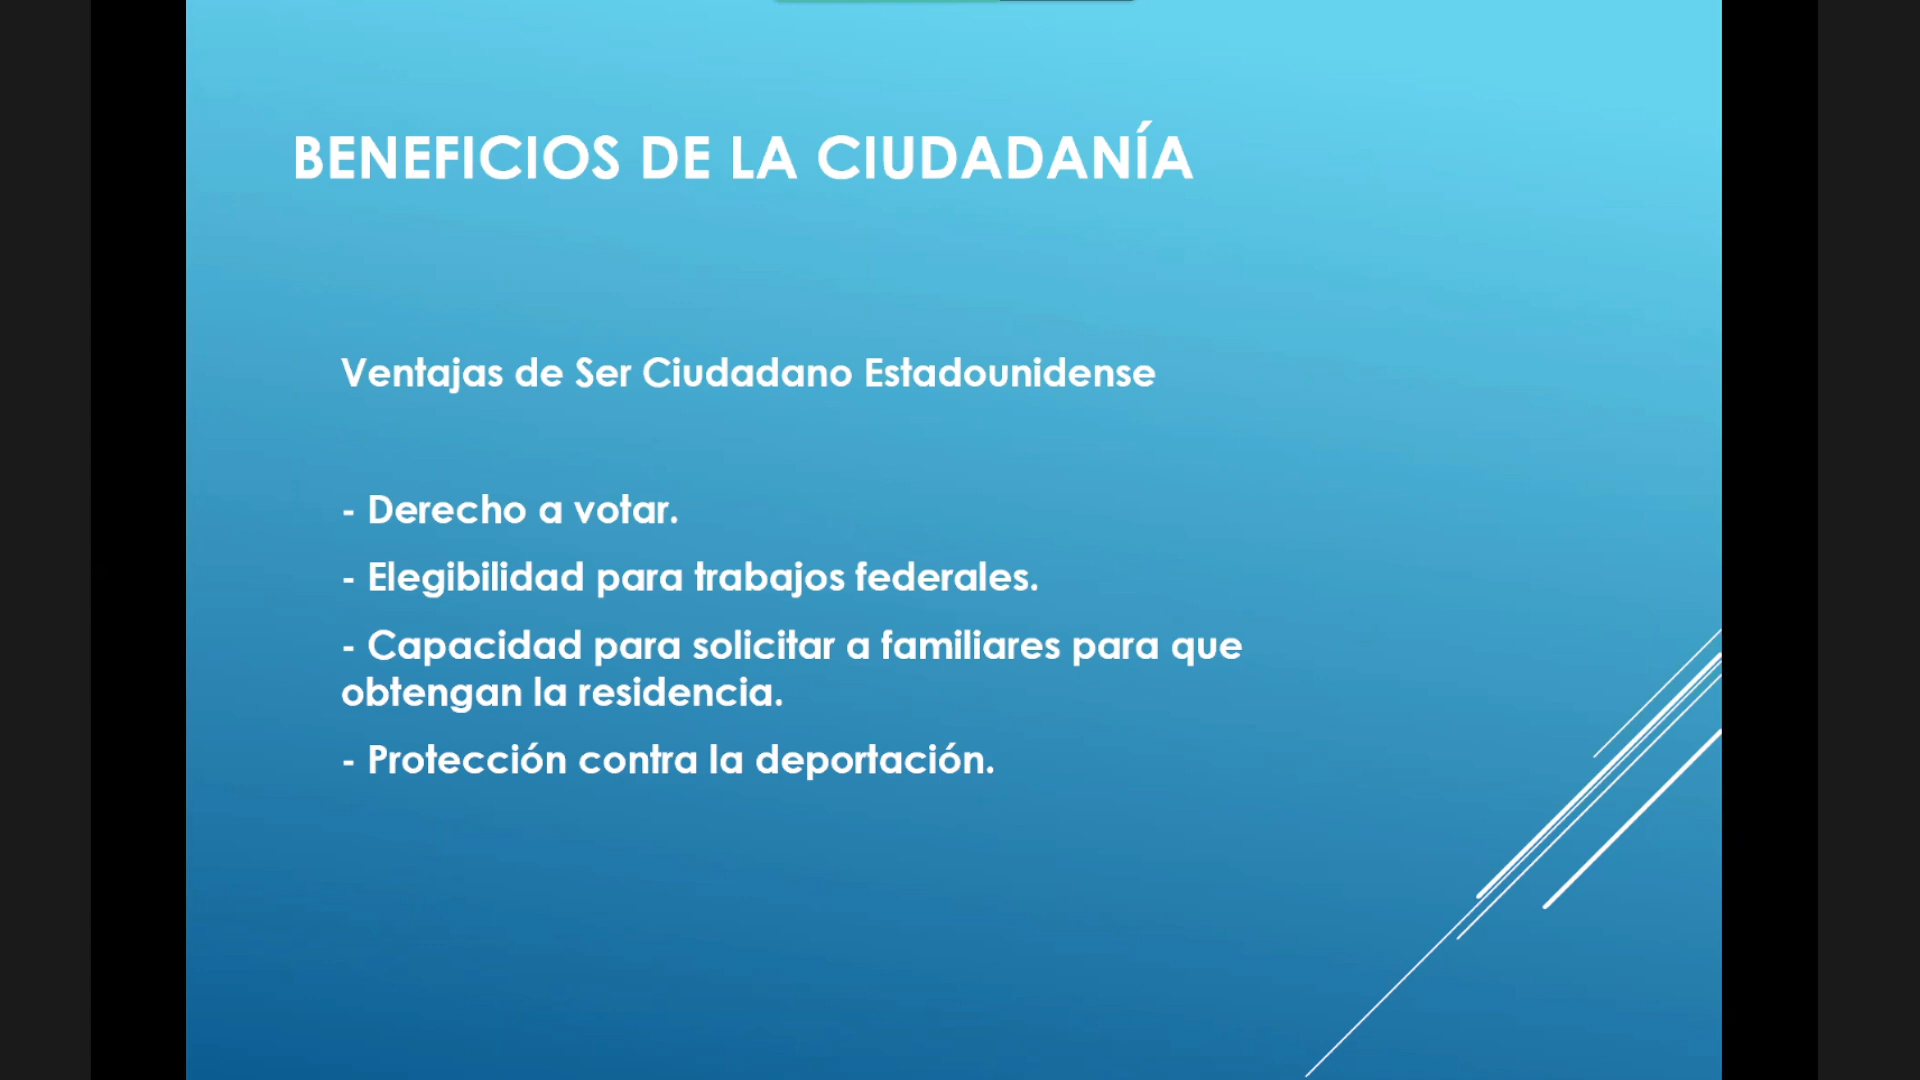 BENEFICIOS DE LA CIUDADANÍA
Ventajas de Ser Ciudadano Estadounidense
- Derecho a votar.
- Elegibilidad para trabajos federales.
- Capacidad para solicitar a familiares para que
obtengan la residencia.
- Protección contra la deportación.